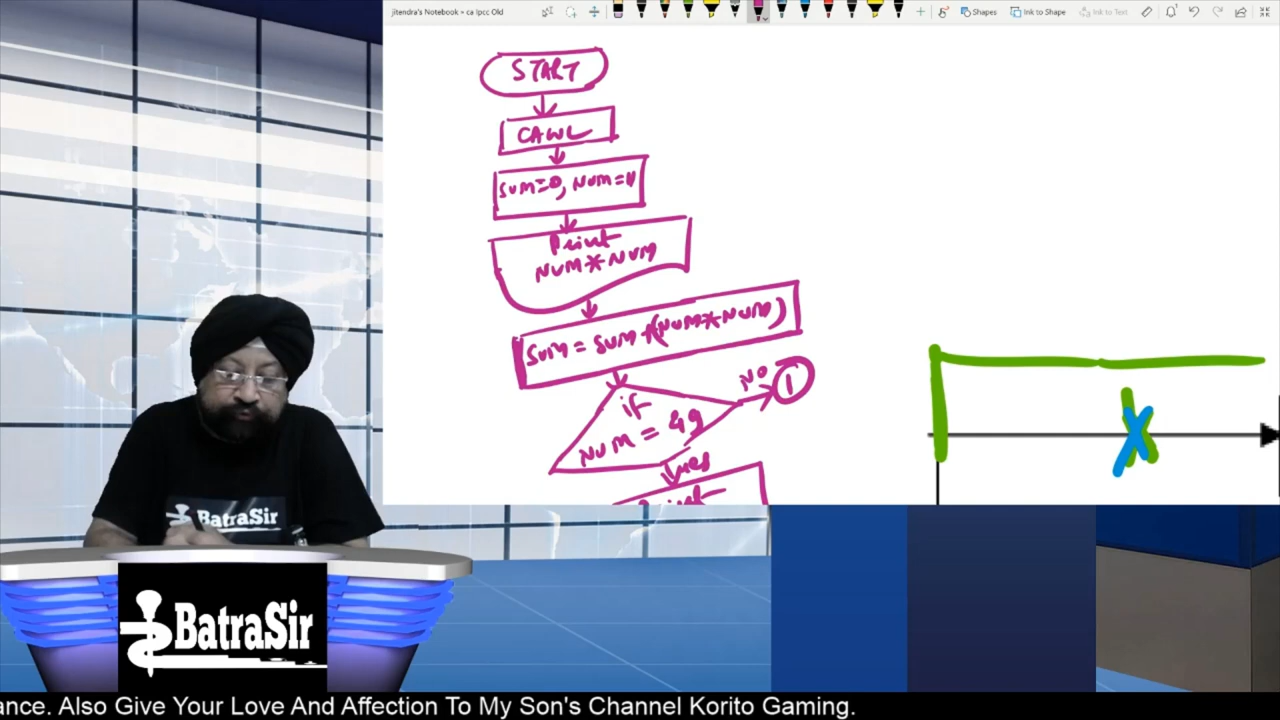 jitendra's Notebook » ca Ipcc Old
Shapes
Ink to Shape
Ink to Text
START
CAWL
SUM=0, NUM=1
Print
NUM*NUM
SUM = SUM +(NUM*NUM)
if
NUM = 49
NO
1
yes
Print
X
BatraSir
BatraSir
ance. Also Give Your Love And Affection To My Son's Channel Korito Gaming.